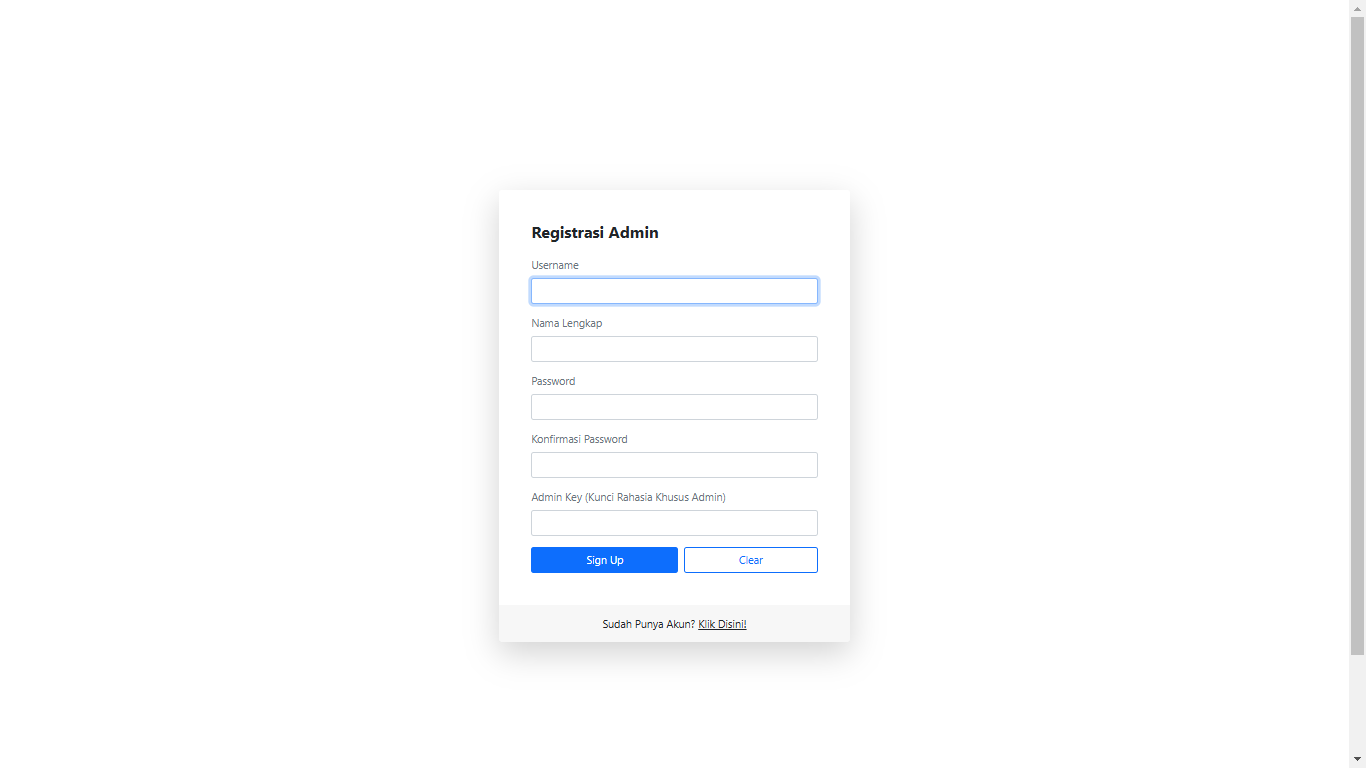 Registrasi Admin
Username
Nama Lengkap
Password
Konfirmasi Password
Admin Key (Kunci Rahasia Khusus Admin)
Sign Up Clear
Sudah Punya Akun? Klik Disini!